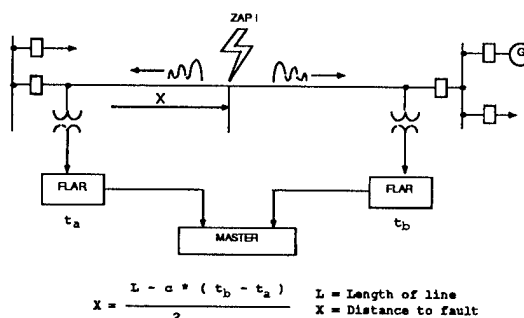 ZAP !
G
X
FLAR
FLAR
t_a
t_b
MASTER
X = L - c * ( t_b - t_a ) / 2
L = Length of line
X = Distance to fault